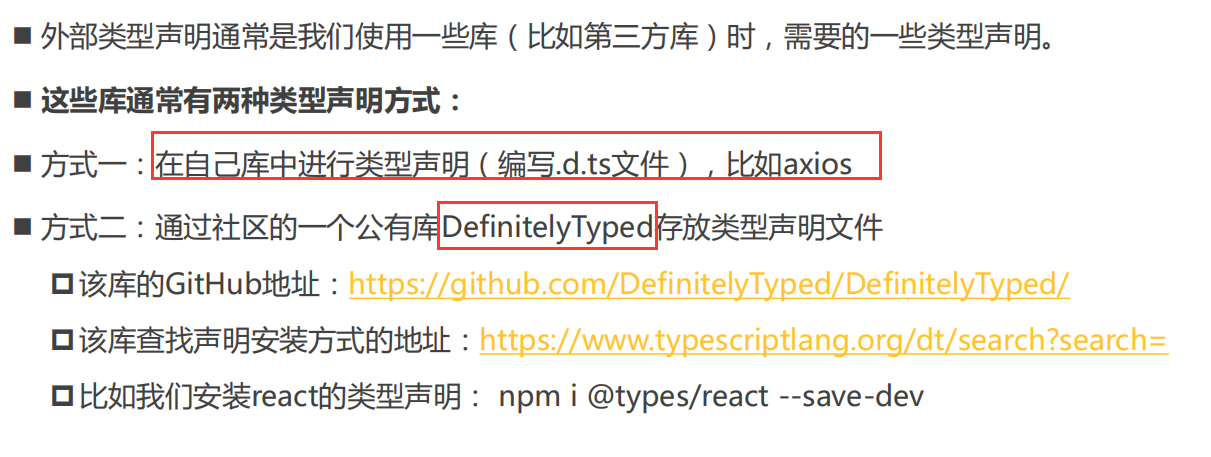 ■ 外部类型声明通常是我们使用一些库（比如第三方库）时，需要的一些类型声明。
■ 这些库通常有两种类型声明方式：
■ 方式一：在自己库中进行类型声明（编写.d.ts文件），比如axios
■ 方式二：通过社区的一个公有库DefinitelyTyped存放类型声明文件
该库的GitHub地址：https://github.com/DefinitelyTyped/DefinitelyTyped/
该库查找声明安装方式的地址：https://www.typescriptlang.org/dt/search?search=
比如我们安装react的类型声明： npm i @types/react --save-dev